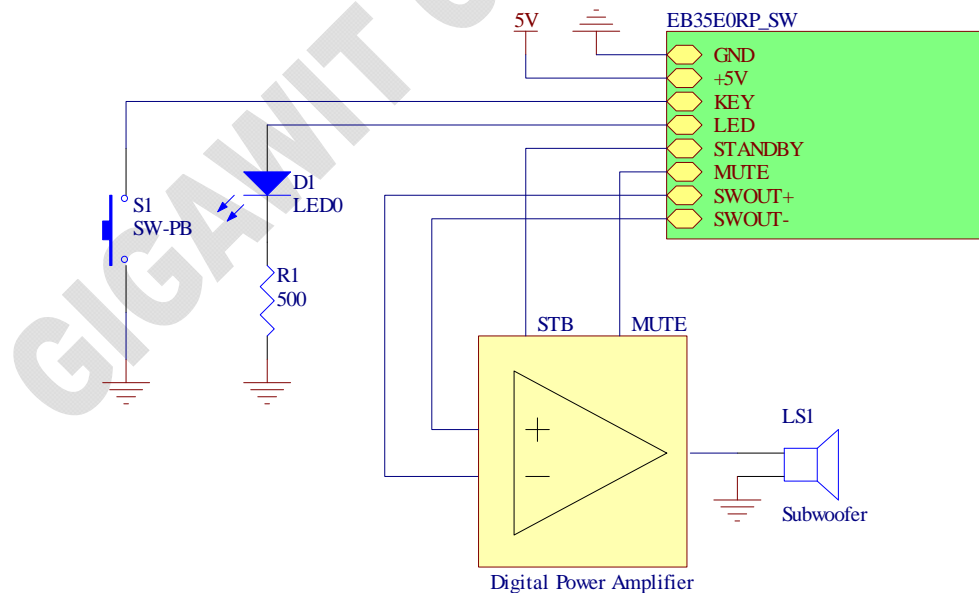 EB35E0RP_SW
5V
GND
+5V
KEY
LED
STANDBY
MUTE
SWOUT+
SWOUT-
D1
LED0
S1
SW-PB
R1
500
STB
MUTE
+
−
LS1
Subwoofer
Digital Power Amplifier